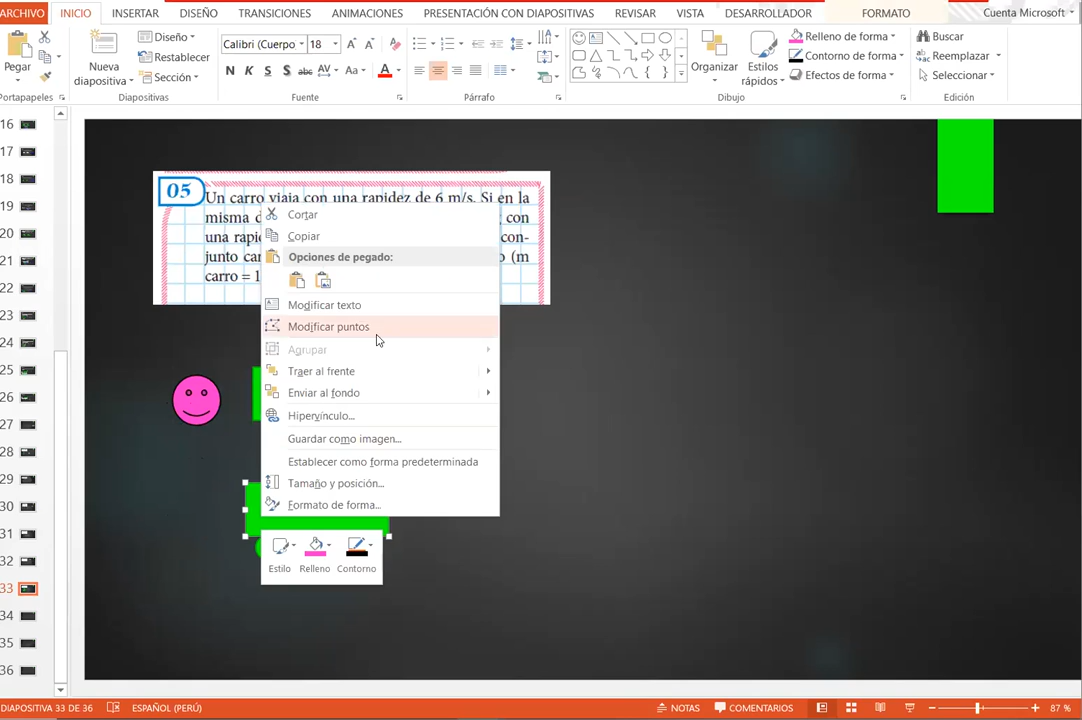 ARCHIVO INICIO INSERTAR DISEÑO TRANSICIONES ANIMACIONES PRESENTACIÓN CON DIAPOSITIVAS REVISAR VISTA DESARROLLADOR FORMATO Cuenta Microsoft
Diseño
Calibri (Cuerpo 18
Relleno de forma
Buscar
Restablecer
Contorno de forma
Reemplazar
Pegar
Nueva diapositiva
Sección
N K S S abc AV Aa A
Organizar
Estilos rápidos
Efectos de forma
Seleccionar
Portapapeles Diapositivas Fuente Párrafo Dibujo Edición
16
17
18
19
20
21
22
23
24
25
26
27
28
29
30
31
32
33
34
35
36
05 Un carro viaja con una rapidez de 6 m/s. Si en la
misma con
una con-
junto (m
carro = 1
Cortar
Copiar
Opciones de pegado:
Modificar texto
Modificar puntos
Agrupar
Traer al frente
Enviar al fondo
Hipervínculo...
Guardar como imagen...
Establecer como forma predeterminada
Tamaño y posición...
Formato de forma...
Estilo Relleno Contorno
DIAPOSITIVA 33 DE 36 ESPAÑOL (PERÚ) NOTAS COMENTARIOS 87 %